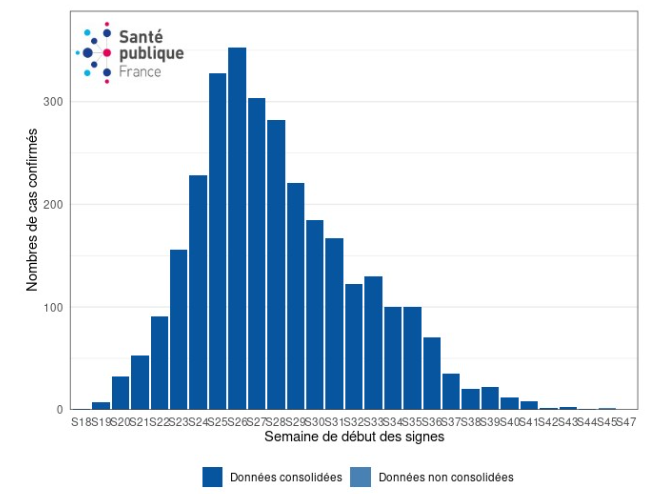 Santé
publique
France
Nombres de cas confirmés
300
200
100
0
S18S19S20S21S22S23S24S25S26S27S28S29S30S31S32S33S34S35S36S37S38S39S40S41S42S43S44S45S47
Semaine de début des signes
Données consolidées Données non consolidées